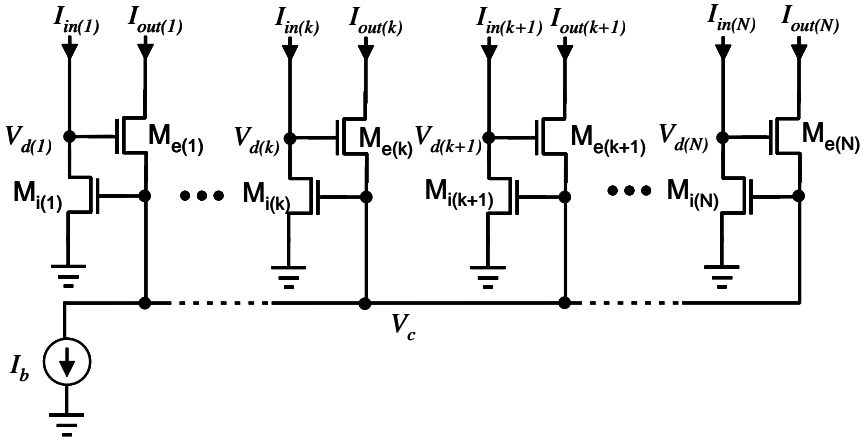 I_in(1) I_out(1) I_in(k) I_out(k) I_in(k+1) I_out(k+1) I_in(N) I_out(N)
V_d(1) M_e(1) V_d(k) M_e(k) V_d(k+1) M_e(k+1) V_d(N) M_e(N)
M_i(1) M_i(k) M_i(k+1) M_i(N)
V_c
I_b